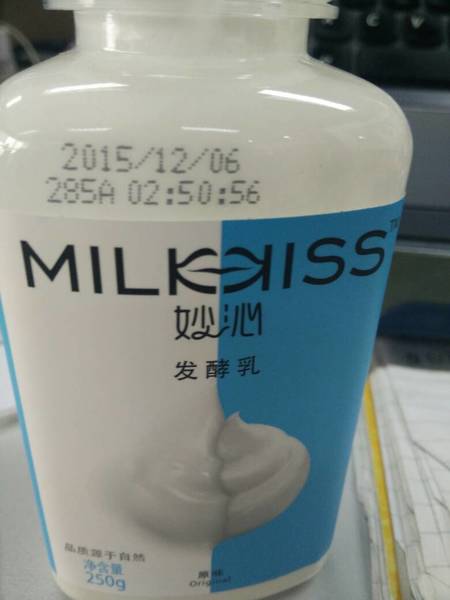 2015/12/06
285A 02:50:56
MILKKISS
妙沁
发酵乳
品质源于自然
净含量
250g
原味
Original